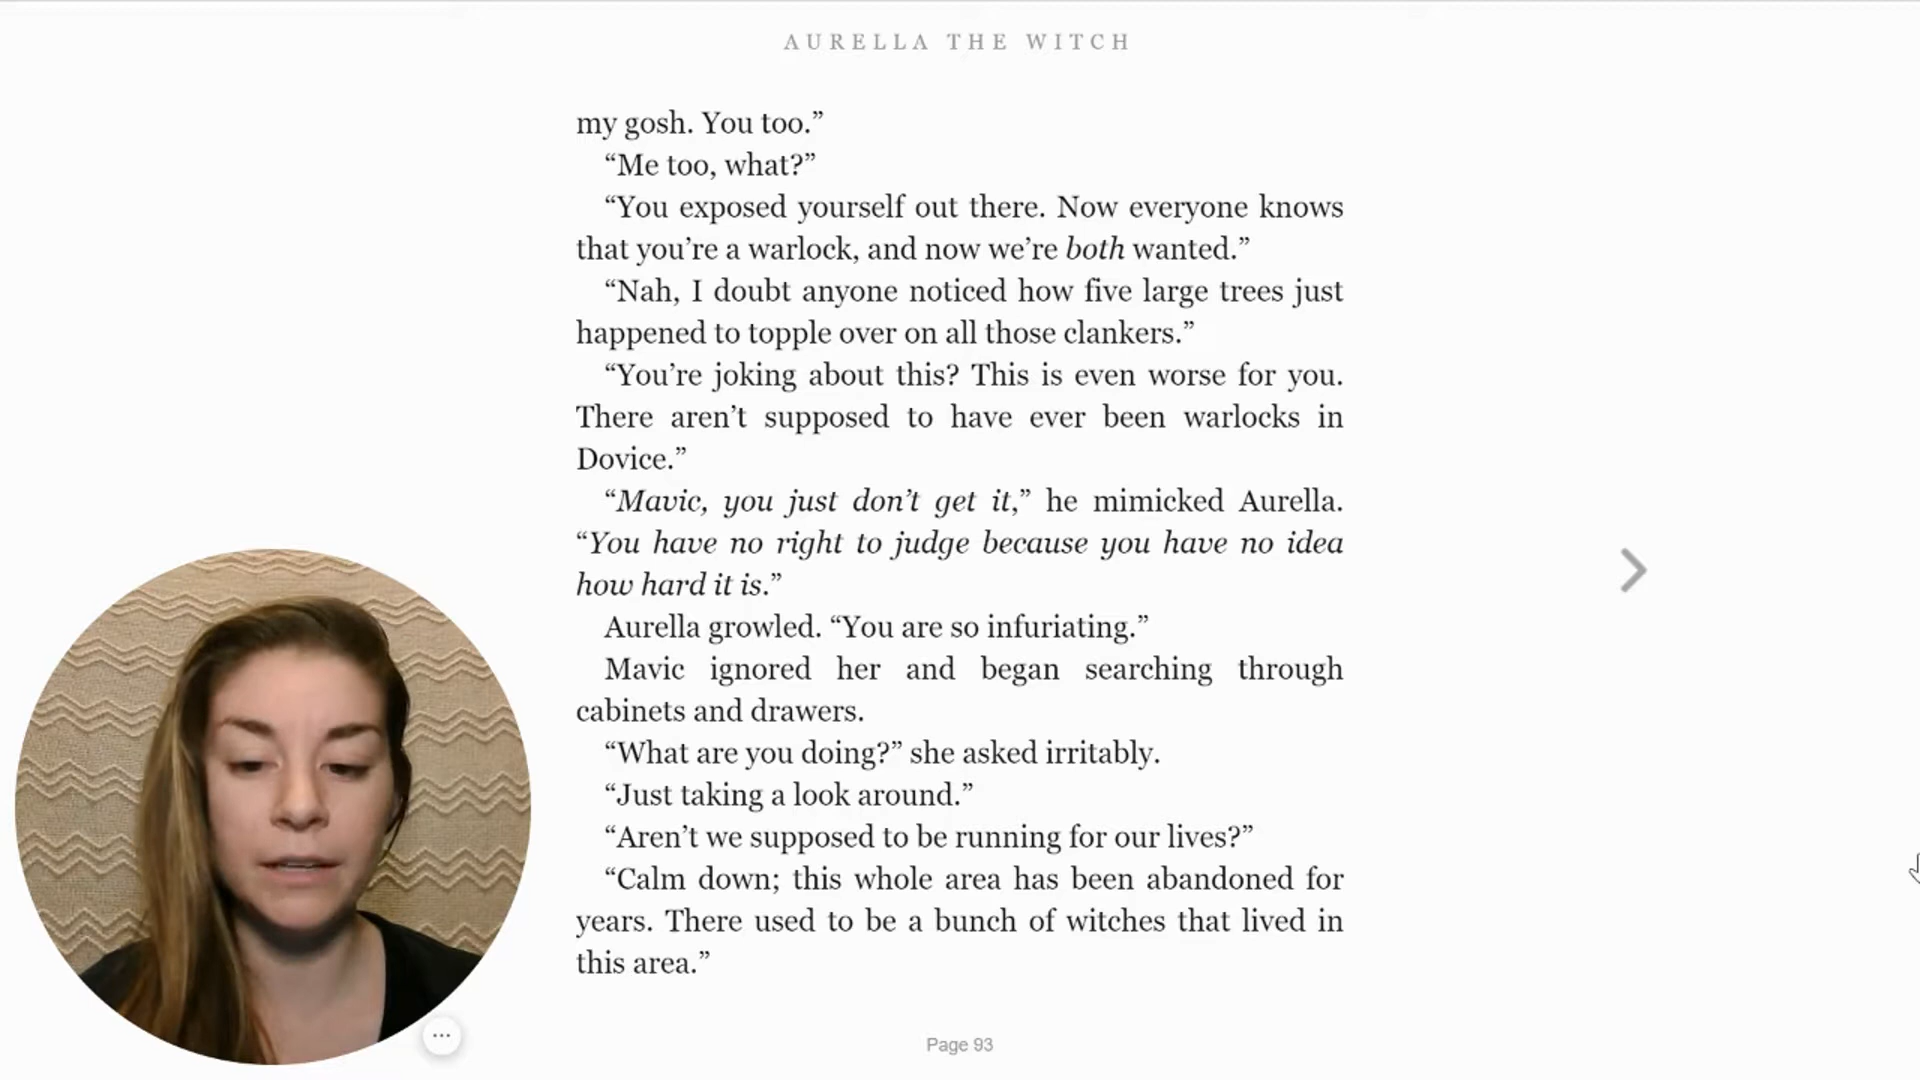 AURELLA THE WITCH
my gosh. You too.”
“Me too, what?”
“You exposed yourself out there. Now everyone knows
that you’re a warlock, and now we’re both wanted.”
“Nah, I doubt anyone noticed how five large trees just
happened to topple over on all those clankers.”
“You’re joking about this? This is even worse for you.
There aren’t supposed to have ever been warlocks in
Dovice.”
“Mavic, you just don’t get it,” he mimicked Aurella.
“You have no right to judge because you have no idea
how hard it is.”
Aurella growled. “You are so infuriating.”
Mavic ignored her and began searching through
cabinets and drawers.
“What are you doing?” she asked irritably.
“Just taking a look around.”
“Aren’t we supposed to be running for our lives?”
“Calm down; this whole area has been abandoned for
years. There used to be a bunch of witches that lived in
this area.”
Page 93